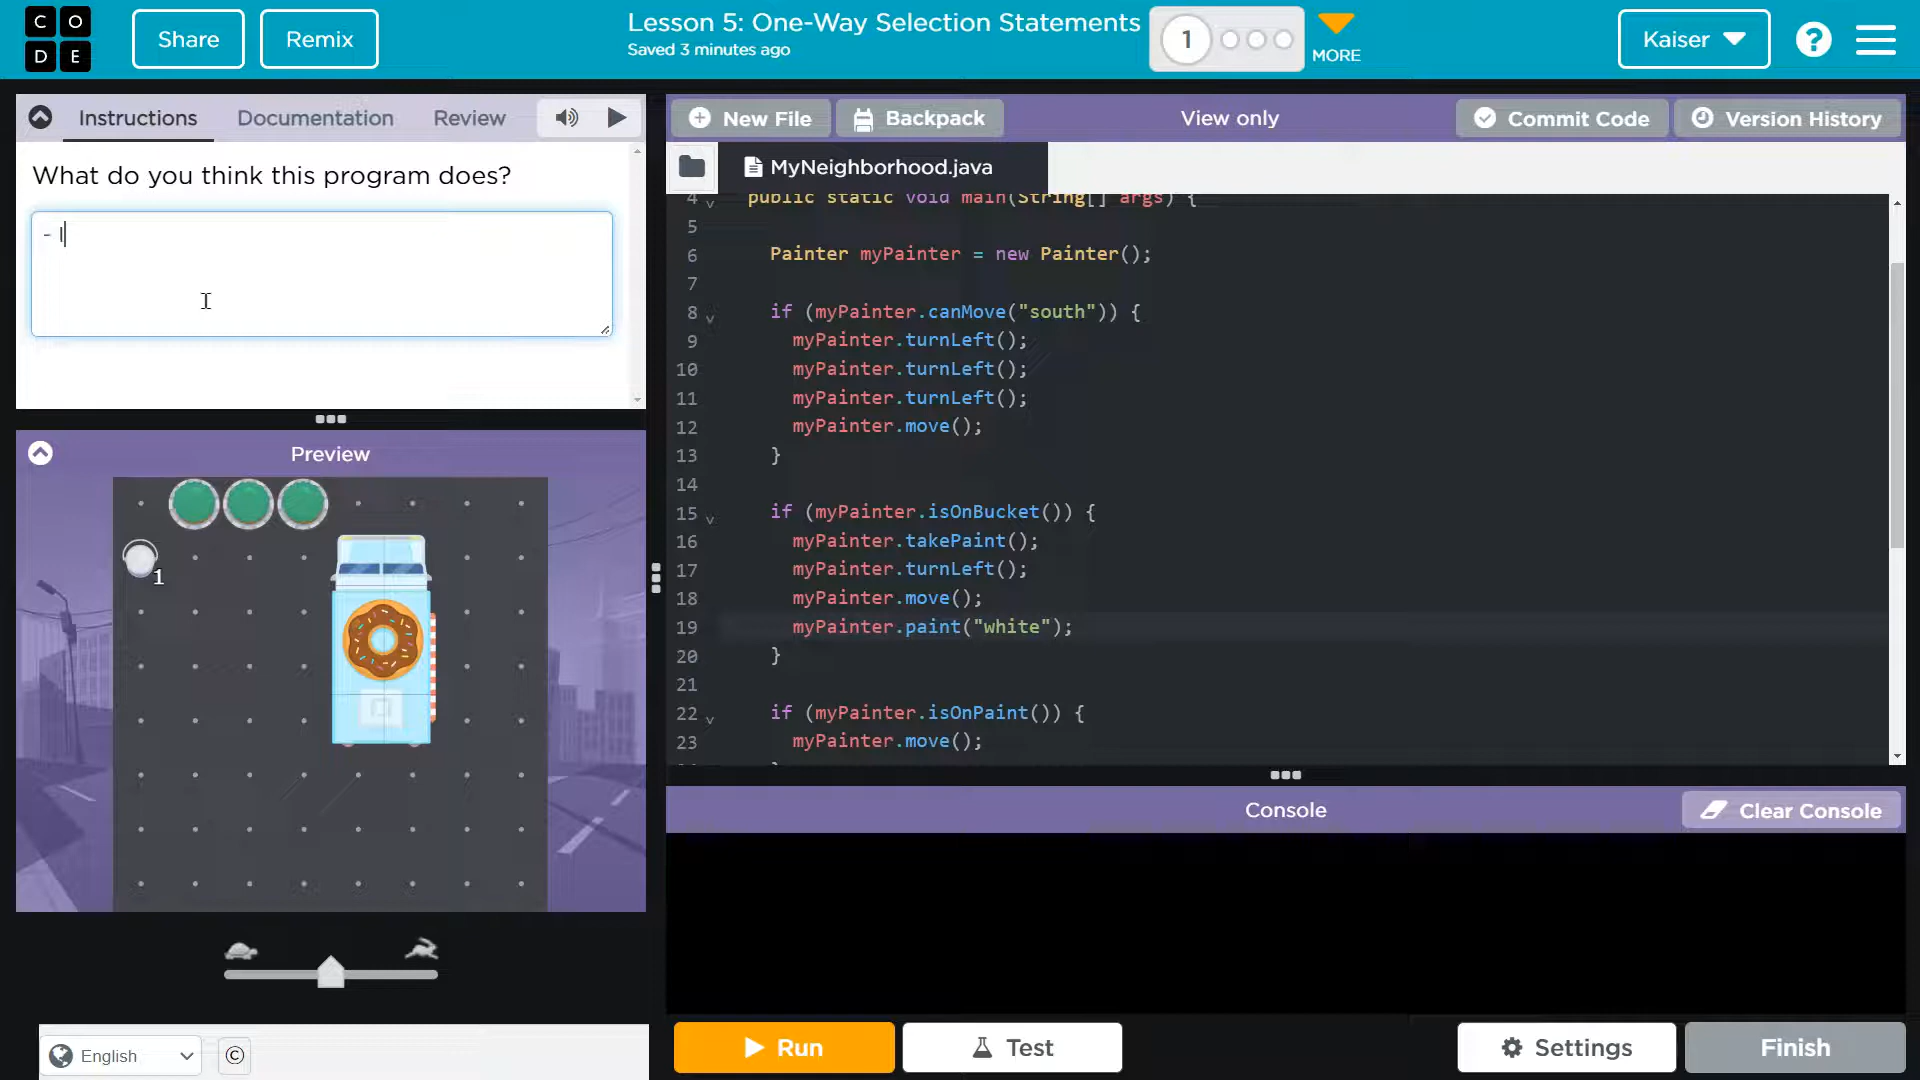 CODE
Share
Remix
Lesson 5: One-Way Selection Statements
Saved 3 minutes ago
1
MORE
Kaiser
?
Instructions
Documentation
Review
New File
Backpack
View only
Commit Code
Version History
What do you think this program does?
- I
MyNeighborhood.java
4 public static void main(String[] args) {
5
6 Painter myPainter = new Painter();
7
8 if (myPainter.canMove("south")) {
9 myPainter.turnLeft();
10 myPainter.turnLeft();
11 myPainter.turnLeft();
12 myPainter.move();
13 }
14
15 if (myPainter.isOnBucket()) {
16 myPainter.takePaint();
17 myPainter.turnLeft();
18 myPainter.move();
19 myPainter.paint("white");
20 }
21
22 if (myPainter.isOnPaint()) {
23 myPainter.move();
Preview
1
Console
Clear Console
English
©
Run
Test
Settings
Finish